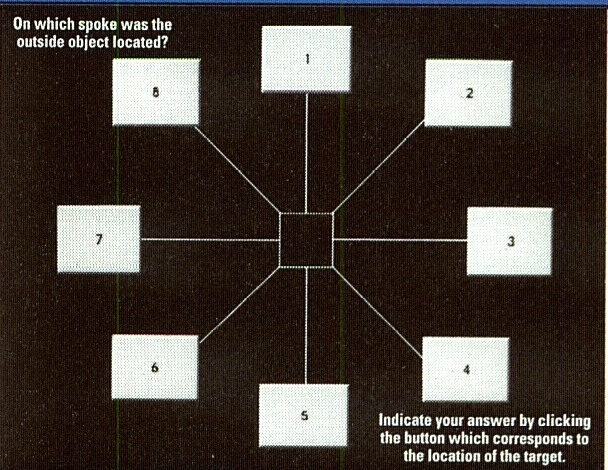 On which spoke was the
outside object located?
1
8
2
7
3
6
4
5
Indicate your answer by clicking
the button which corresponds to
the location of the target.